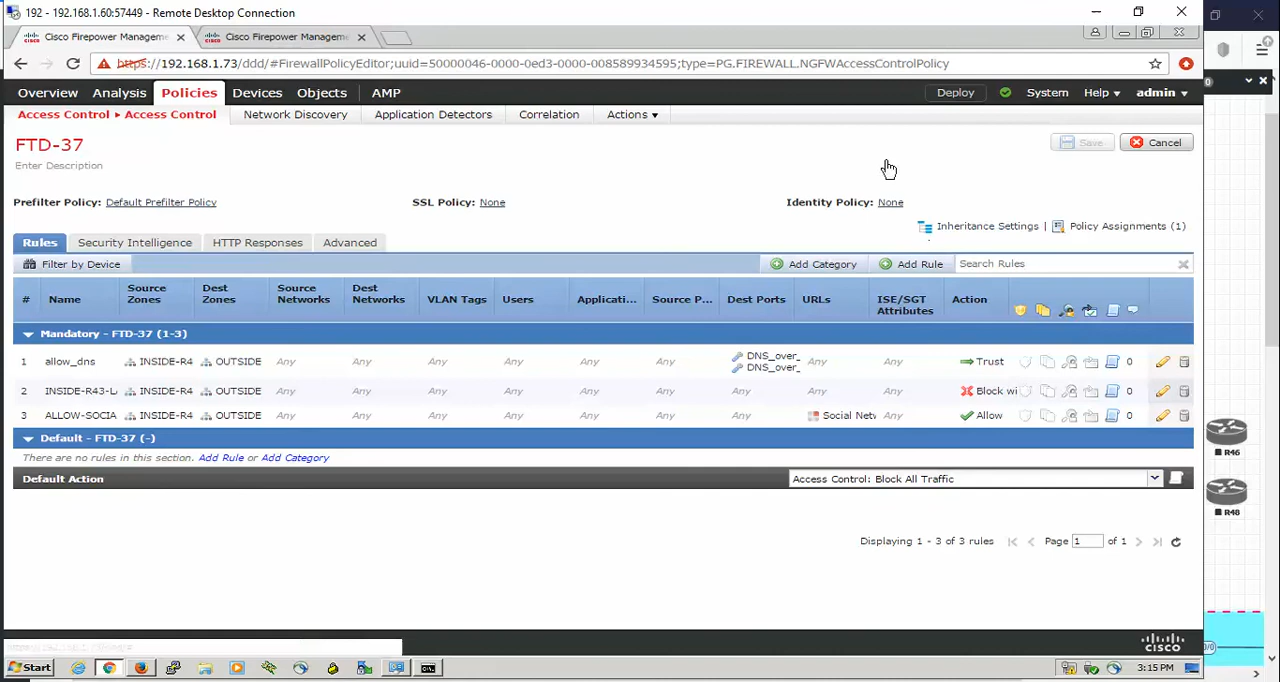 192 - 192.168.1.60:57449 - Remote Desktop Connection
Cisco Firepower Managem
Cisco Firepower Manageme
https://192.168.1.73/ddd/#FirewallPolicyEditor;uuid=50000046-0000-0ed3-0000-008589934595;type=PG.FIREWALL.NGFWAccessControlPolicy
Overview Analysis Policies Devices Objects AMP Deploy System Help admin
Access Control ▸ Access Control Network Discovery Application Detectors Correlation Actions
FTD-37
Save Cancel
Enter Description
Prefilter Policy: Default Prefilter Policy SSL Policy: None Identity Policy: None
Inheritance Settings | Policy Assignments (1)
Rules Security Intelligence HTTP Responses Advanced
Filter by Device Add Category Add Rule Search Rules
# Name Source Zones Dest Zones Source Networks Dest Networks VLAN Tags Users Applicati... Source P... Dest Ports URLs ISE/SGT Attributes Action
Mandatory - FTD-37 (1-3)
1 allow_dns INSIDE-R4 OUTSIDE Any Any Any Any Any Any DNS_over_ DNS_over_ Any Any Trust 0
2 INSIDE-R43-L OUTSIDE INSIDE-R4 Any Any Any Any Any Any Any Any Any Block wi 0
3 ALLOW-SOCIA INSIDE-R4 OUTSIDE Any Any Any Any Any Any Any Social Netw Any Allow 0
Default - FTD-37 (-)
There are no rules in this section. Add Rule or Add Category
Default Action Access Control: Block All Traffic
Displaying 1 - 3 of 3 rules Page 1 of 1
R46
R48
cisco
Start
3:15 PM